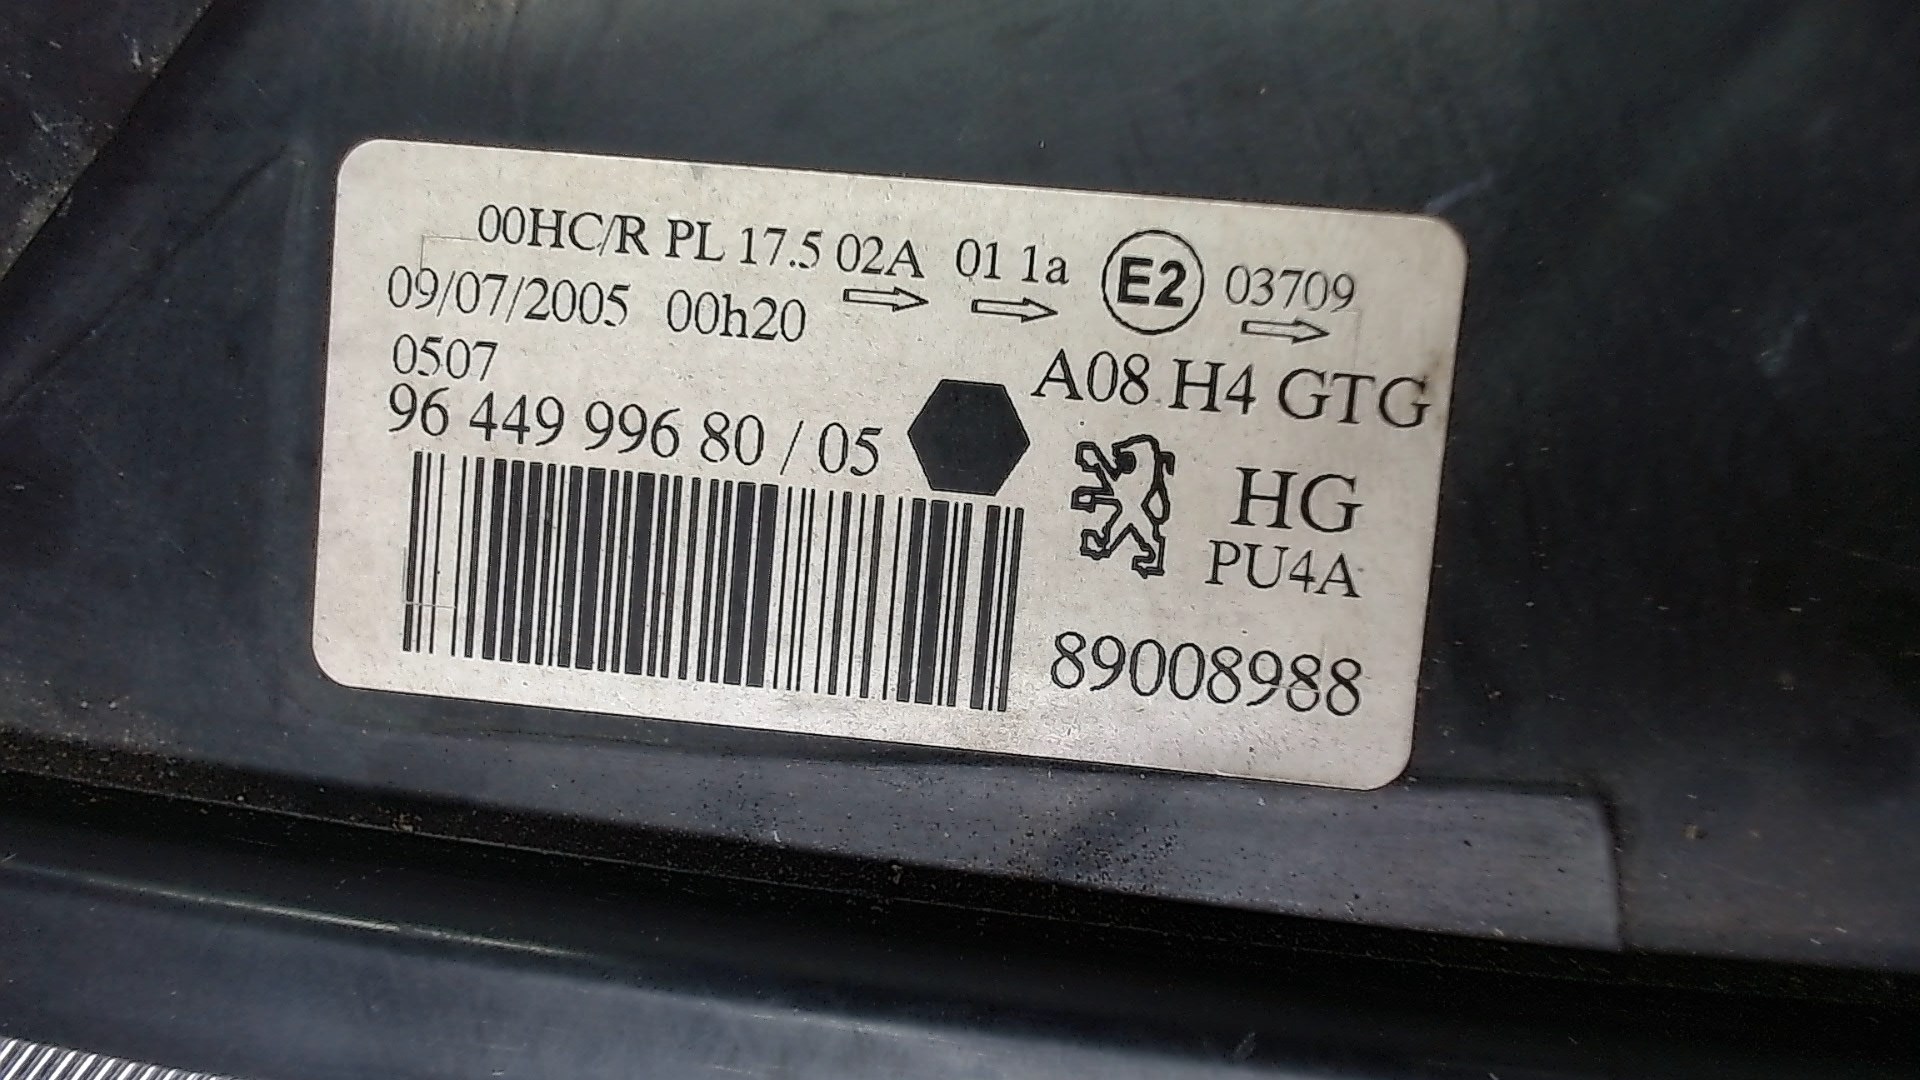 00HC/R PL 17.5 02A 01 1a E2 03709
09/07/2005 00h20
0507
A08 H4 GTG
96 449 996 80 / 05
HG
PU4A
89008988